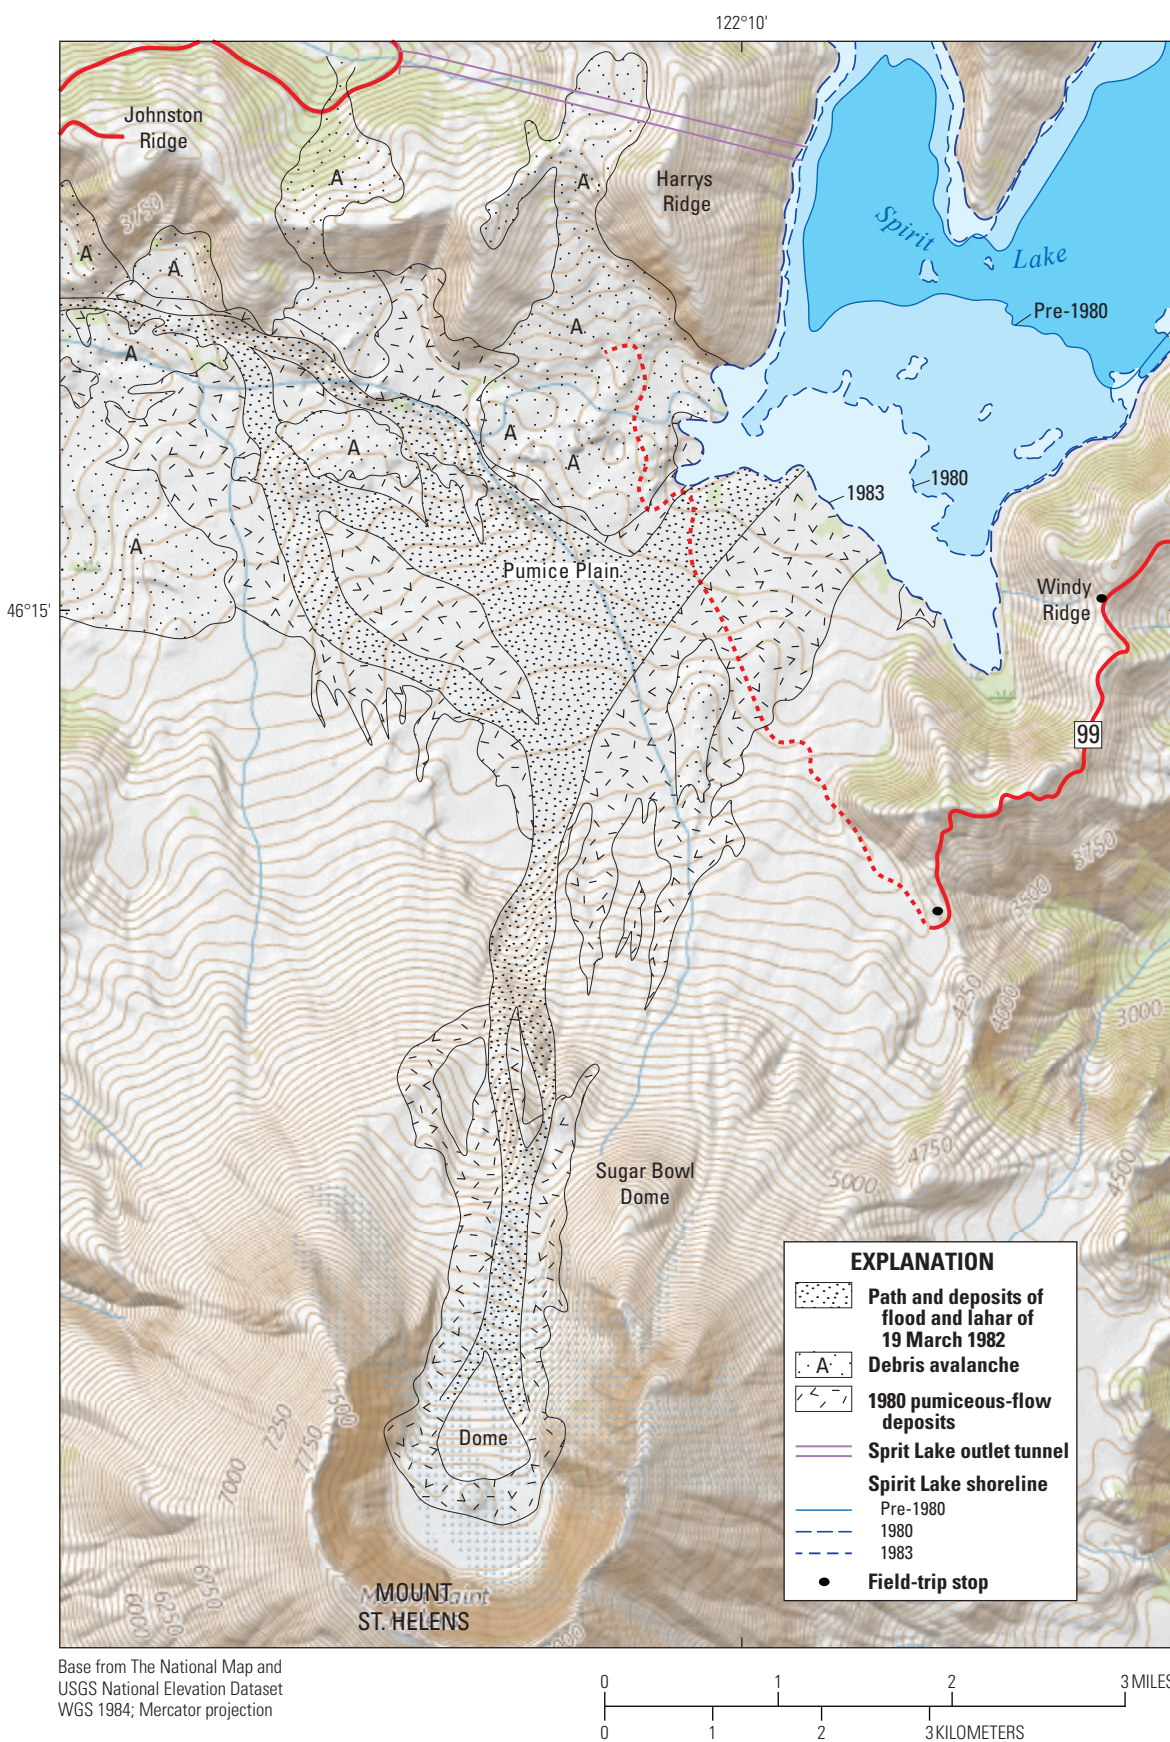 122°10'
Johnston
Ridge
3750
A
A
Harrys
Ridge
A
A
Spirit
Lake
Pre-1980
A
A
A
A
A
1983
1980
A
Pumice Plain
46°15'
Windy
Ridge
99
3750
3500
4250
4000
3000
Sugar Bowl
Dome
4750
5000
4500
EXPLANATION
Path and deposits of
flood and lahar of
19 March 1982
A
Debris avalanche
1980 pumiceous-flow
deposits
Sprit Lake outlet tunnel
Spirit Lake shoreline
Pre-1980
1980
1983
Field-trip stop
7500
7250
7750
7000
Dome
6250
6250
6000
Mount Saint
MOUNT
ST. HELENS
Base from The National Map and
USGS National Elevation Dataset
WGS 1984; Mercator projection
0 1 2 3 MILES
0 1 2 3 KILOMETERS